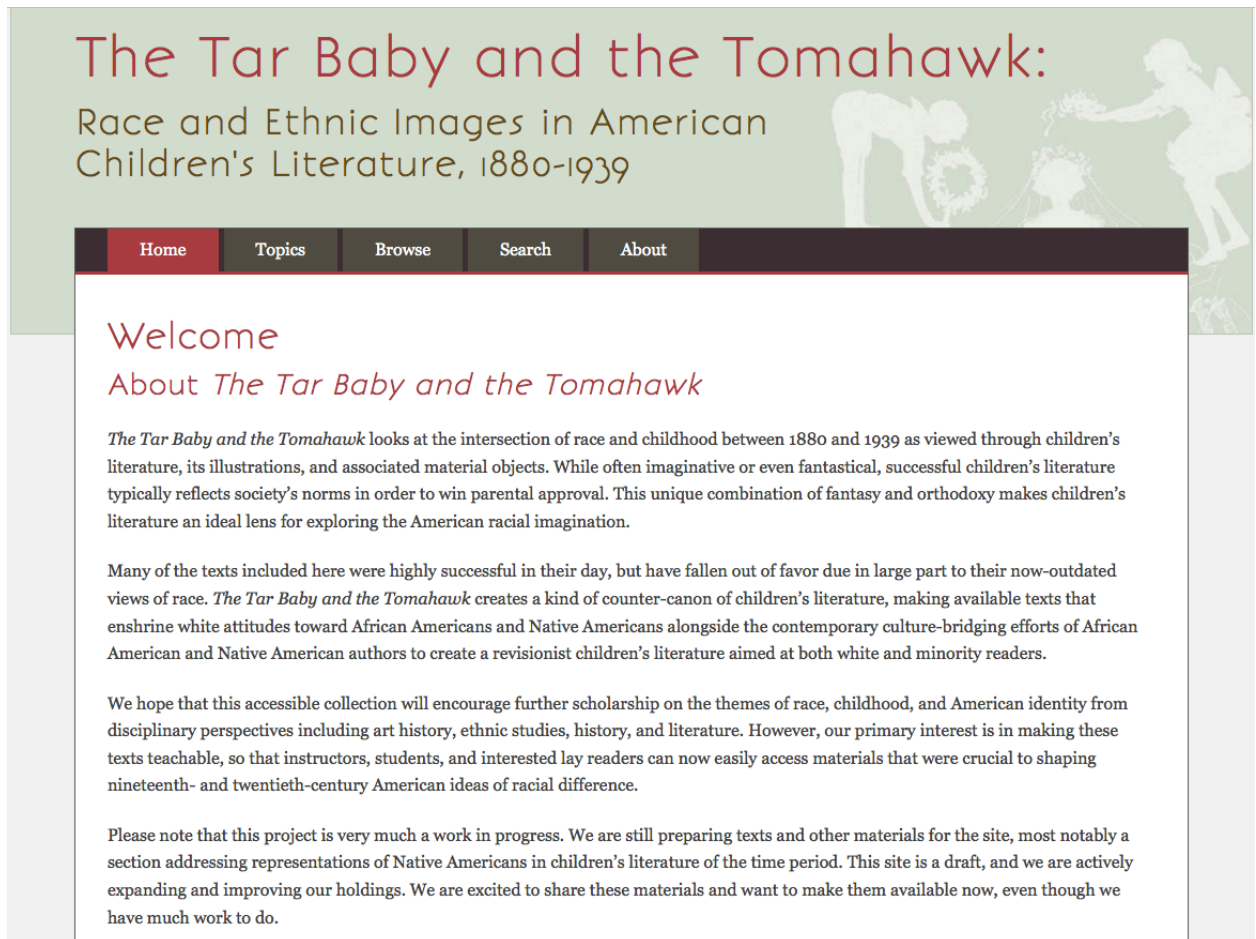 The Tar Baby and the Tomahawk:
Race and Ethnic Images in American
Children's Literature, 1880-1939
Home Topics Browse Search About
Welcome
About The Tar Baby and the Tomahawk
The Tar Baby and the Tomahawk looks at the intersection of race and childhood between 1880 and 1939 as viewed through children’s
literature, its illustrations, and associated material objects. While often imaginative or even fantastical, successful children’s literature
typically reflects society’s norms in order to win parental approval. This unique combination of fantasy and orthodoxy makes children’s
literature an ideal lens for exploring the American racial imagination.
Many of the texts included here were highly successful in their day, but have fallen out of favor due in large part to their now-outdated
views of race. The Tar Baby and the Tomahawk creates a kind of counter-canon of children’s literature, making available texts that
enshrine white attitudes toward African Americans and Native Americans alongside the contemporary culture-bridging efforts of African
American and Native American authors to create a revisionist children’s literature aimed at both white and minority readers.
We hope that this accessible collection will encourage further scholarship on the themes of race, childhood, and American identity from
disciplinary perspectives including art history, ethnic studies, history, and literature. However, our primary interest is in making these
texts teachable, so that instructors, students, and interested lay readers can now easily access materials that were crucial to shaping
nineteenth- and twentieth-century American ideas of racial difference.
Please note that this project is very much a work in progress. We are still preparing texts and other materials for the site, most notably a
section addressing representations of Native Americans in children’s literature of the time period. This site is a draft, and we are actively
expanding and improving our holdings. We are excited to share these materials and want to make them available now, even though we
have much work to do.